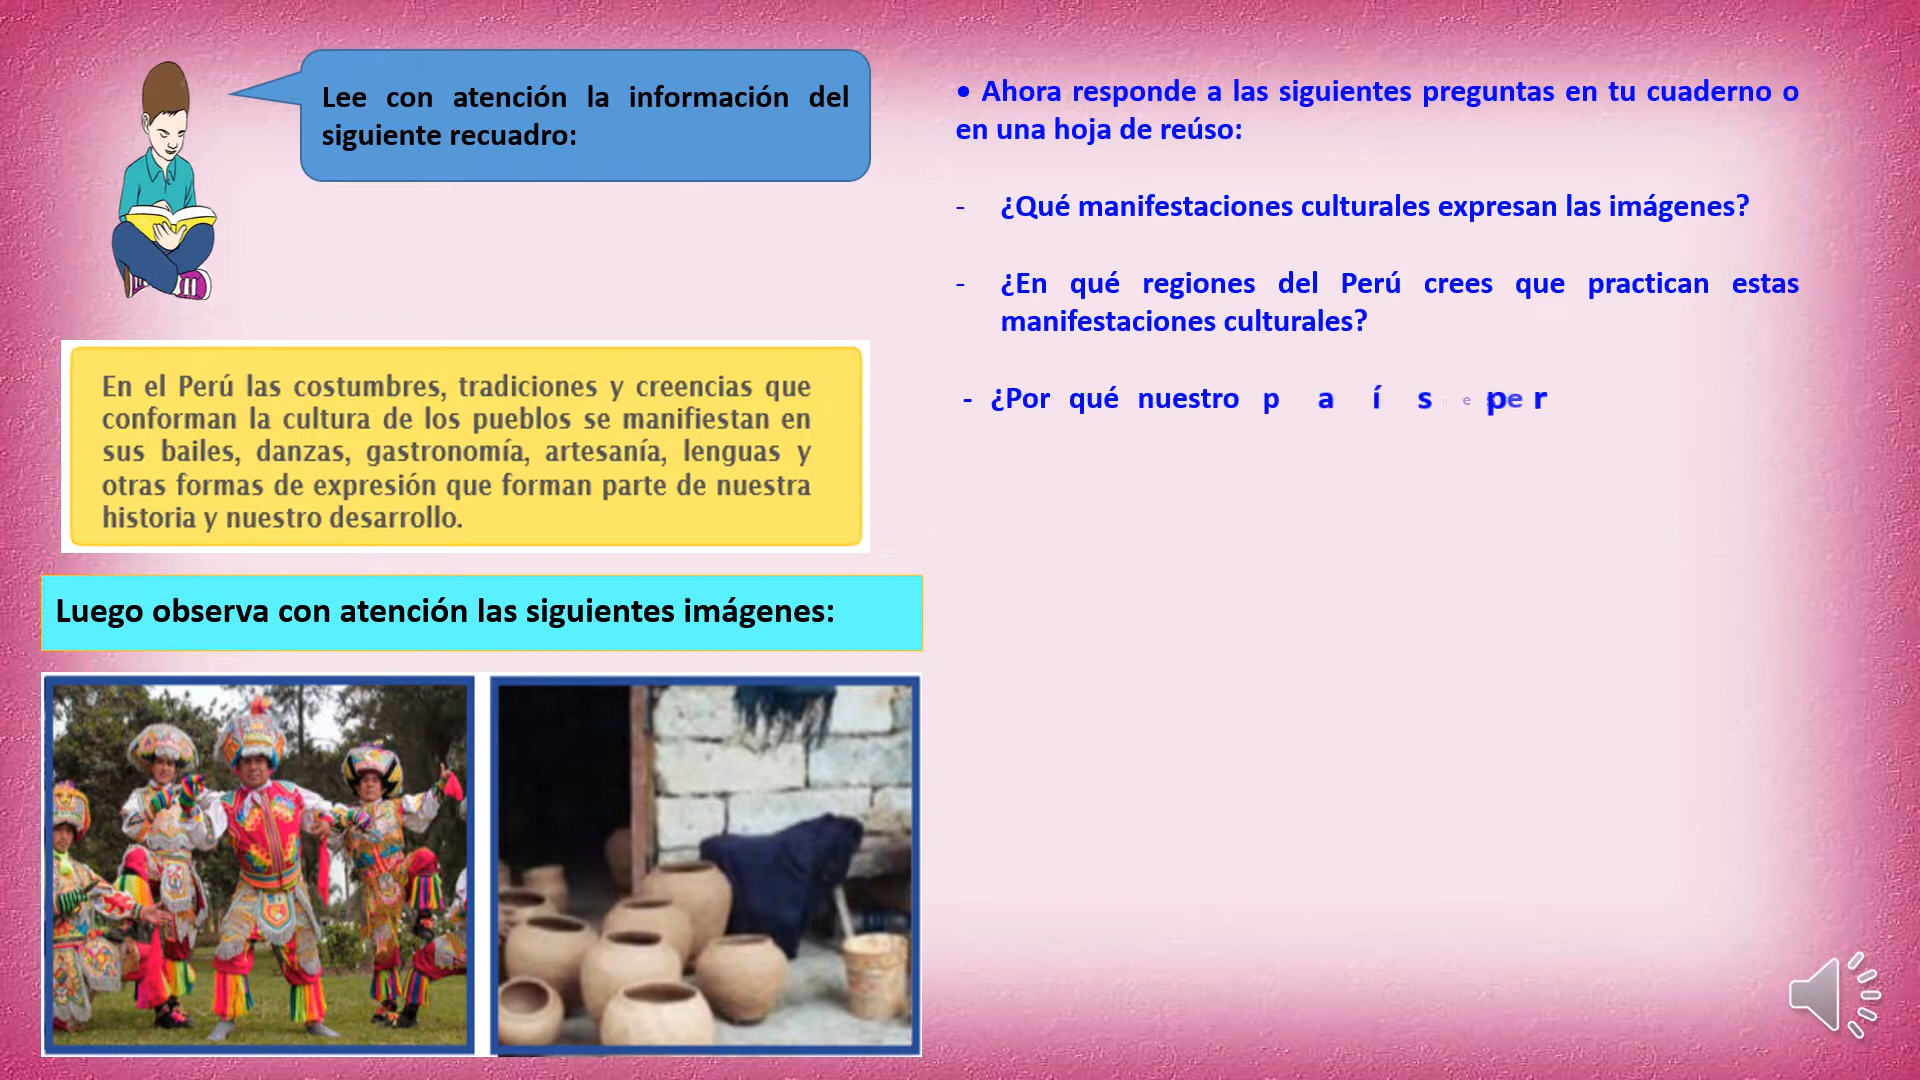 Lee con atención la información del
siguiente recuadro:
En el Perú las costumbres, tradiciones y creencias que
conforman la cultura de los pueblos se manifiestan en
sus bailes, danzas, gastronomía, artesanía, lenguas y
otras formas de expresión que forman parte de nuestra
historia y nuestro desarrollo.
Luego observa con atención las siguientes imágenes:
• Ahora responde a las siguientes preguntas en tu cuaderno o
en una hoja de reúso:
- ¿Qué manifestaciones culturales expresan las imágenes?
- ¿En qué regiones del Perú crees que practican estas
manifestaciones culturales?
- ¿Por qué nuestro p a í s